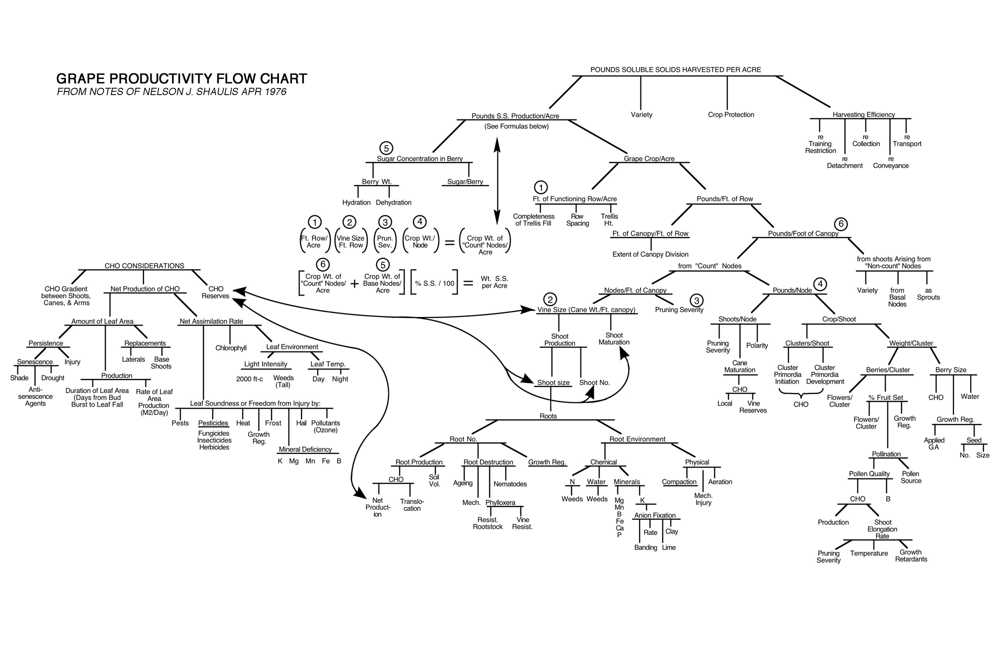 GRAPE PRODUCTIVITY FLOW CHART
FROM NOTES OF NELSON J. SHAULIS APR 1976
POUNDS SOLUBLE SOLIDS HARVESTED PER ACRE
Pounds S.S. Production/Acre
(See Formulas below)
Variety
Crop Protection
Harvesting Efficiency
re
Training
Restriction
re
Detachment
re
Collection
re
Conveyance
re
Transport
5
Sugar Concentration in Berry
Berry Wt.
Hydration
Dehydration
Sugar/Berry
Grape Crop/Acre
1
Ft. of Functioning Row/Acre
Completeness
of Trellis Fill
Row
Spacing
Trellis
Ht.
Pounds/Ft. of Row
Ft. of Canopy/Ft. of Row
Extent of Canopy Division
6
Pounds/Foot of Canopy
from "Count" Nodes
from shoots Arising from
"Non-count" Nodes
Variety
from
Basal
Nodes
as
Sprouts
1
Ft. Row/
Acre
2
Vine Size
Ft. Row
3
Prun.
Sev.
4
Crop Wt./
Node
=
Crop Wt. of
"Count" Nodes/
Acre
6
Crop Wt. of
"Count" Nodes/
Acre
+
5
Crop Wt. of
Base Nodes/
Acre
% S.S. / 100
=
Wt. S.S.
per Acre
CHO CONSIDERATIONS
CHO Gradient
between Shoots,
Canes, & Arms
Net Production of CHO
CHO
Reserves
Amount of Leaf Area
Persistence
Senescence
Injury
Shade
Anti-
senescence
Agents
Drought
Production
Duration of Leaf Area
(Days from Bud
Burst to Leaf Fall
Rate of Leaf
Area
Production
(M2/Day)
Replacements
Laterals
Base
Shoots
Net Assimilation Rate
Chlorophyll
Leaf Environment
Light Intensity
2000 ft-c
Weeds
(Tall)
Leaf Temp.
Day
Night
Leaf Soundness or Freedom from Injury by:
Pests
Pesticides
Fungicides
Insecticides
Herbicides
Heat
Growth
Reg.
Frost
Mineral Deficiency
K Mg Mn Fe B
Hail
Pollutants
(Ozone)
Nodes/Ft. of Canopy
2
Vine Size (Cane Wt./Ft. canopy)
3
Pruning Severity
Shoot
Production
Shoot
Maturation
Shoot size
Shoot No.
Roots
Root No.
Root Production
CHO
Net
Product-
ion
Translo-
cation
Soil
Vol.
Root Destruction
Ageing
Mech.
Phylloxera
Resist.
Rootstock
Vine
Resist.
Nematodes
Growth Reg.
Root Environment
Chemical
N
Weeds
Water
Weeds
Minerals
Mg
Mn
B
Fe
Ca
P
K
Anion Fixation
Banding
Rate
Lime
Clay
Physical
Compaction
Mech.
Injury
Aeration
4
Pounds/Node
Shoots/Node
Pruning
Severity
Cane
Maturation
CHO
Local
Vine
Reserves
Polarity
Crop/Shoot
Clusters/Shoot
Cluster
Primordia
Initiation
Cluster
Primordia
Development
CHO
Weight/Cluster
Berries/Cluster
Flowers/
Cluster
% Fruit Set
Flowers/
Cluster
Growth
Reg.
Pollination
Pollen Quality
Pollen
Source
CHO
B
Production
Shoot
Elongation
Rate
Pruning
Severity
Temperature
Growth
Retardants
Berry Size
CHO
Water
Growth Reg.
Applied
GA
Seed
No.
Size